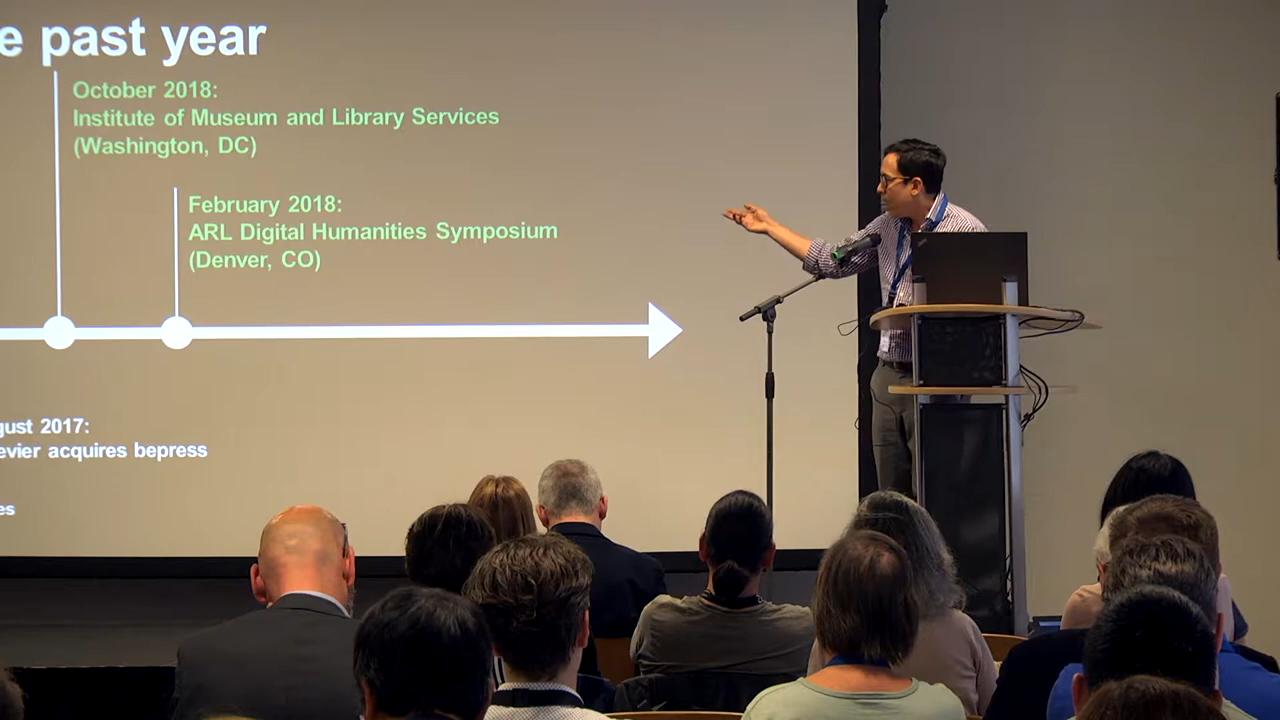 e past year
October 2018:
Institute of Museum and Library Services
(Washington, DC)
February 2018:
ARL Digital Humanities Symposium
(Denver, CO)
gust 2017:
evier acquires bepress
es